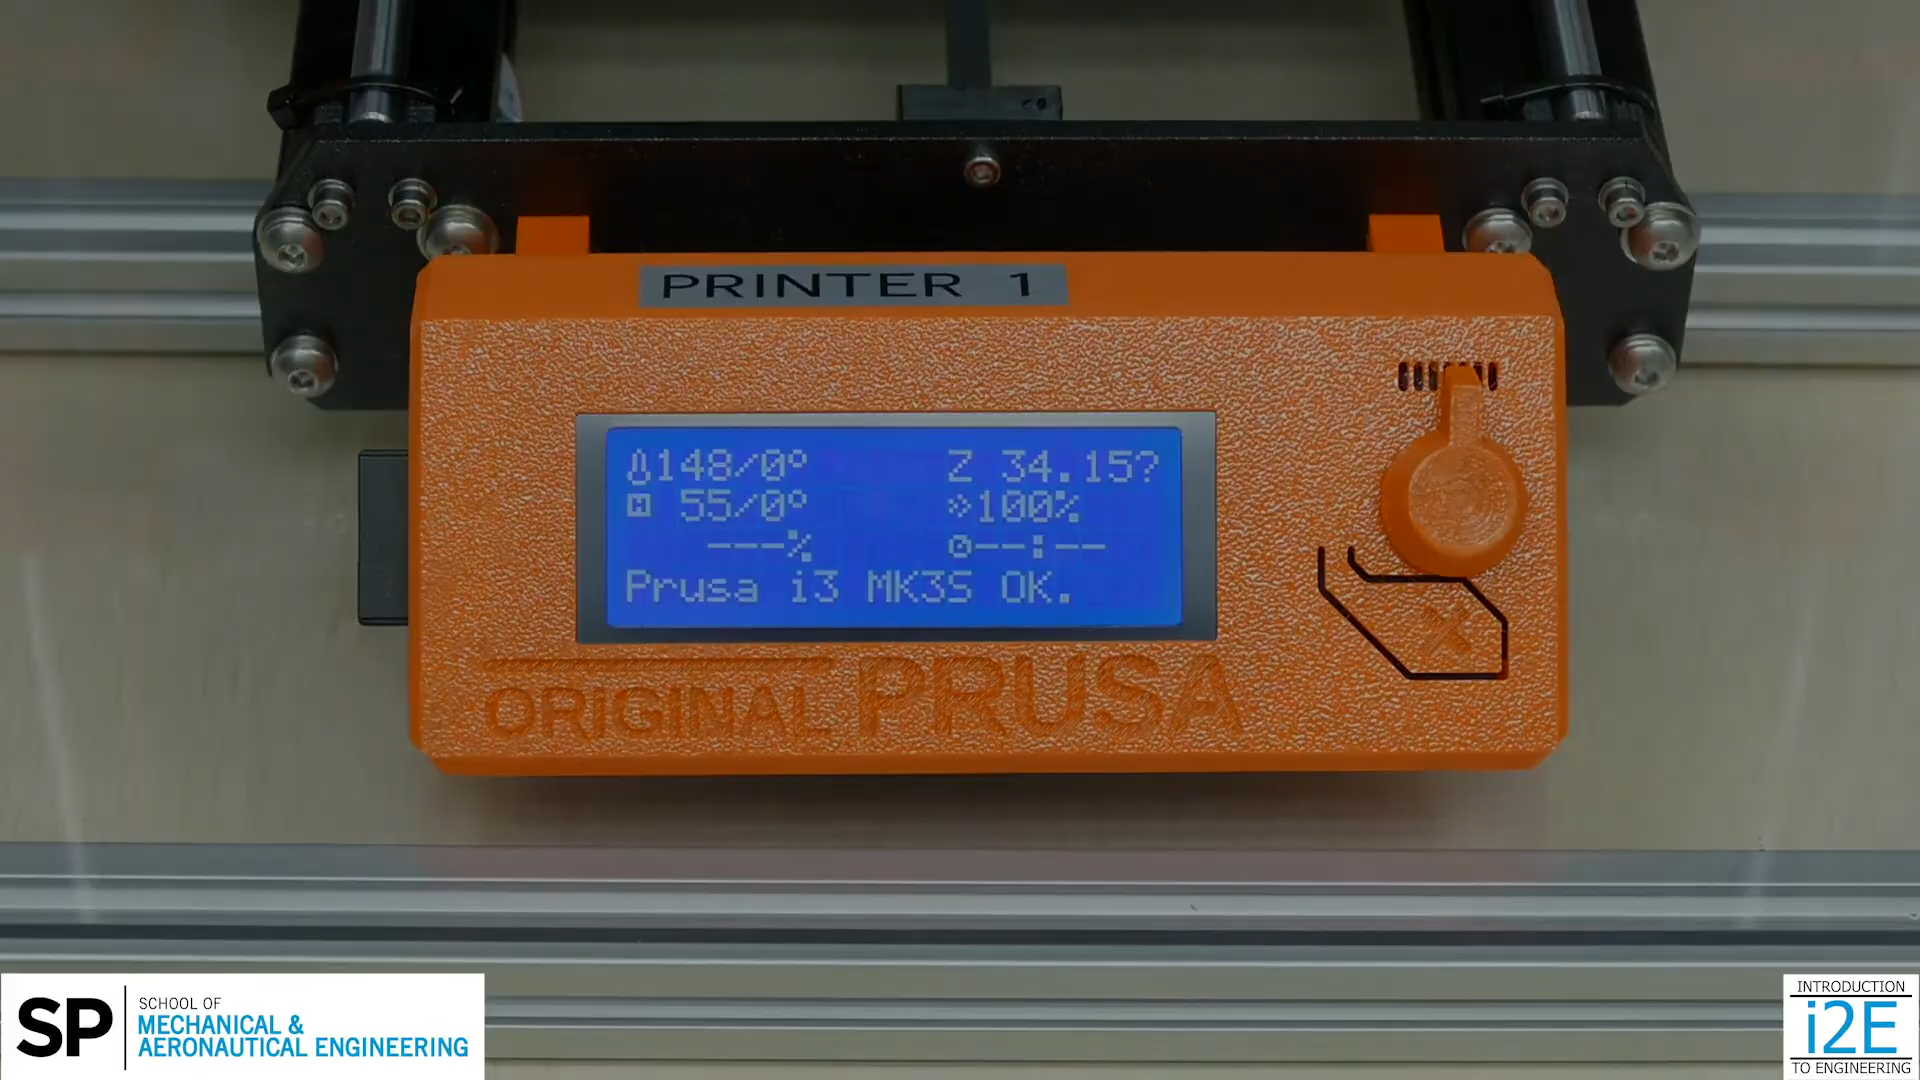 PRINTER 1
148/0° Z 34.15?
55/0° 100%
---% --:--
Prusa i3 MK3S OK.
ORIGINAL PRUSA
SP
SCHOOL OF
MECHANICAL &
AERONAUTICAL ENGINEERING
INTRODUCTION
i2E
TO ENGINEERING